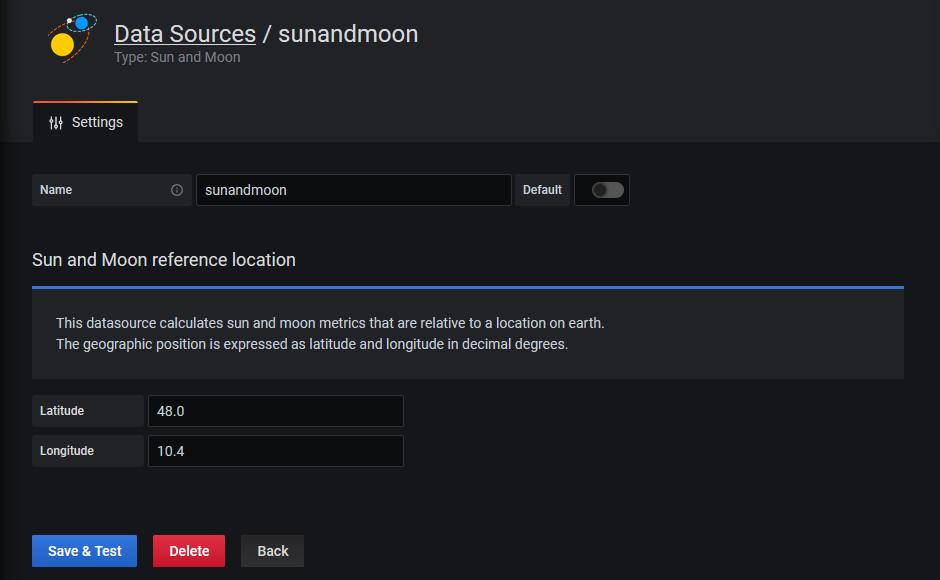 Data Sources / sunandmoon
Type: Sun and Moon
Settings
Name
sunandmoon
Default
Sun and Moon reference location
This datasource calculates sun and moon metrics that are relative to a location on earth.
The geographic position is expressed as latitude and longitude in decimal degrees.
Latitude
48.0
Longitude
10.4
Save & Test
Delete
Back